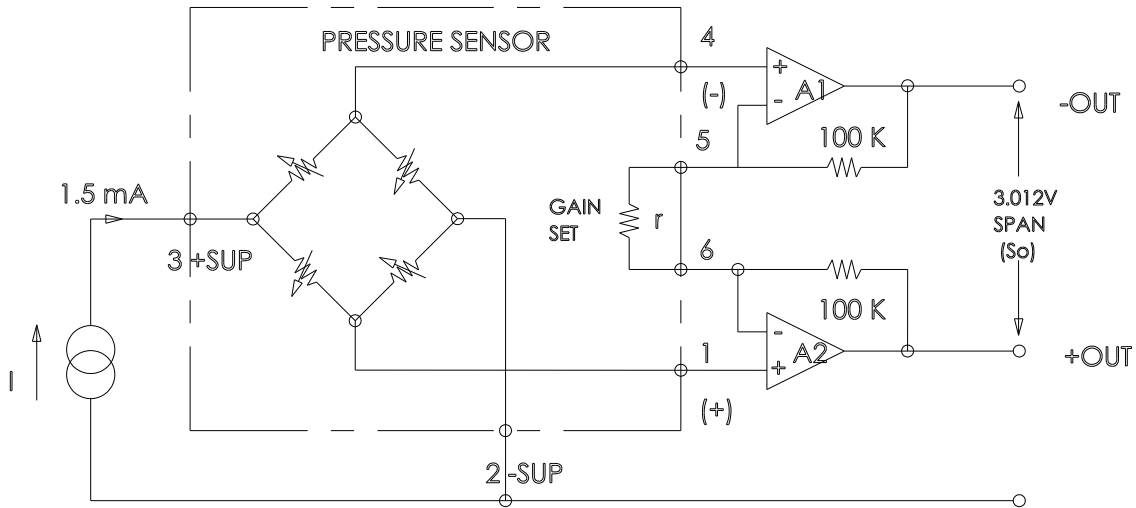 PRESSURE SENSOR
4
+
A1
-
-OUT
(-)
5
100 K
1.5 mA
GAIN
SET
r
3.012V
SPAN
(So)
3 +SUP
6
100 K
1
-
A2
+
+OUT
I
(+)
2 -SUP